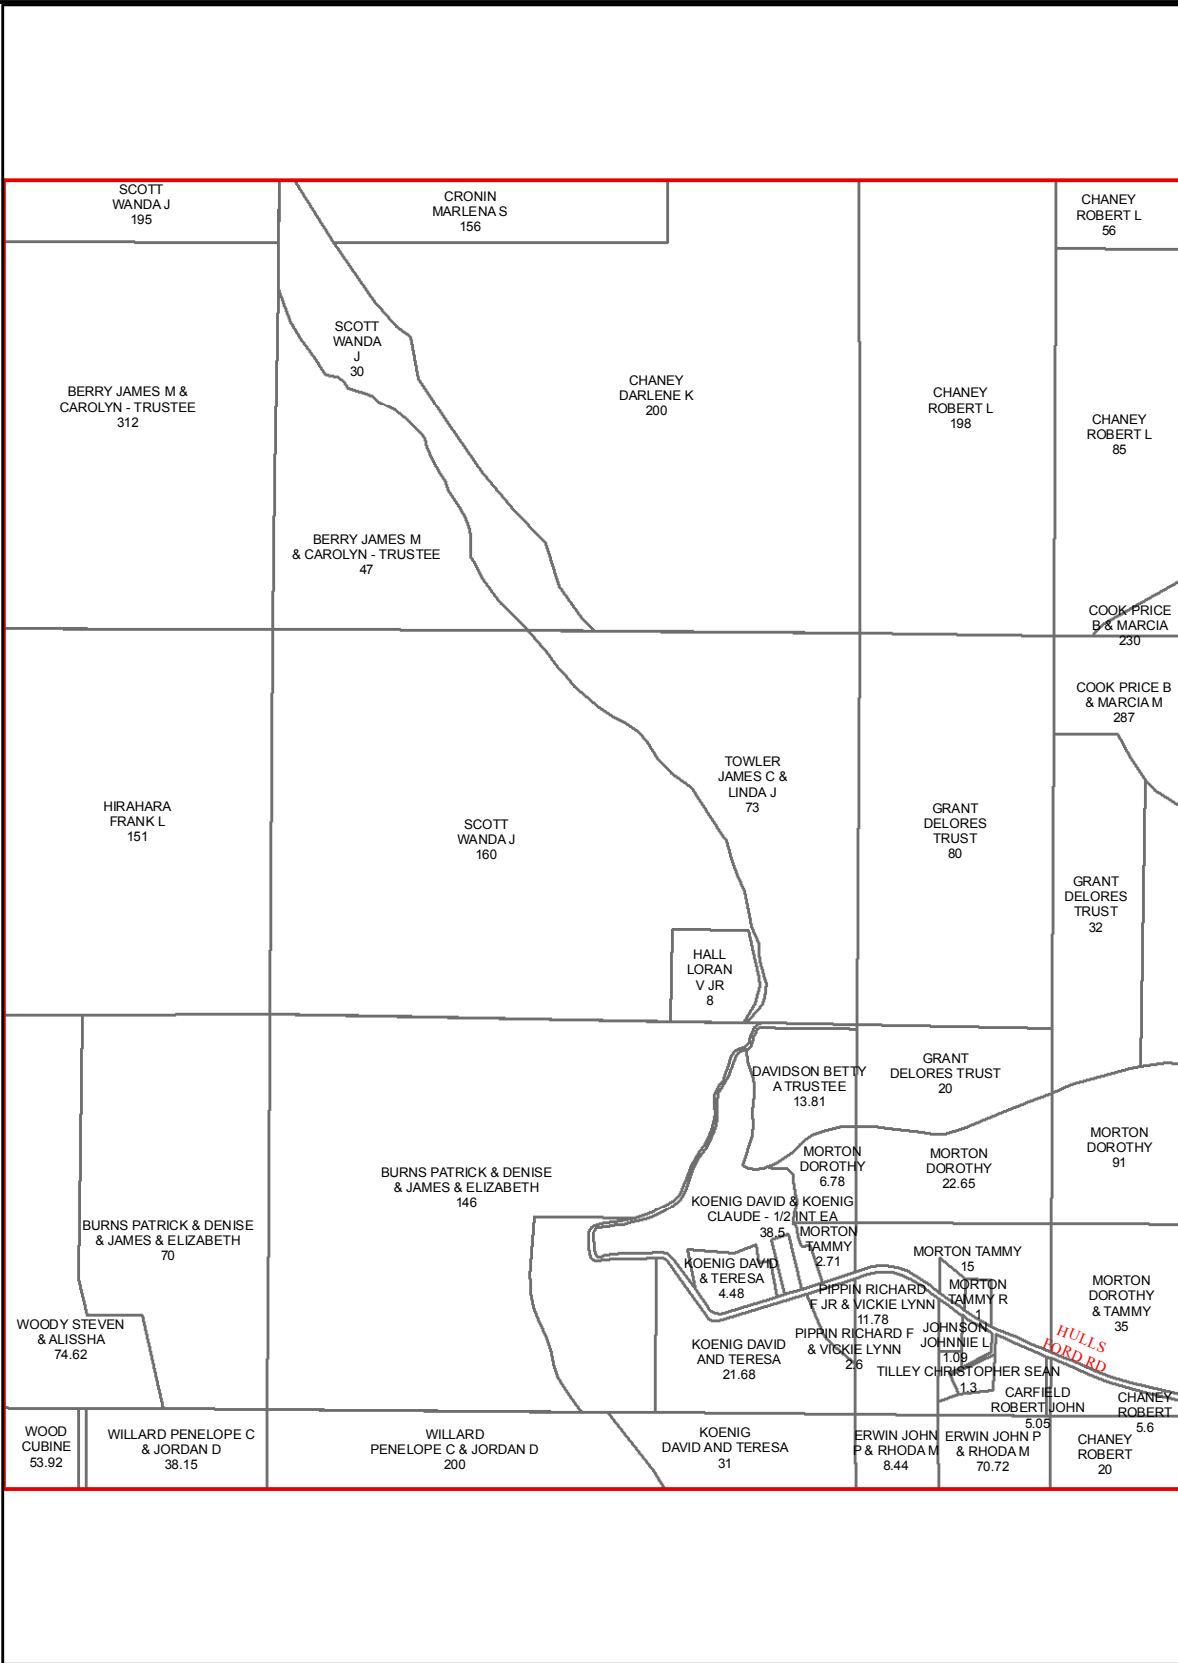 SCOTT
WANDA J
195
CRONIN
MARLENA S
156
CHANEY
ROBERT L
56
SCOTT
WANDA
J
30
BERRY JAMES M &
CAROLYN - TRUSTEE
312
CHANEY
DARLENE K
200
CHANEY
ROBERT L
198
CHANEY
ROBERT L
85
BERRY JAMES M
& CAROLYN - TRUSTEE
47
COOK PRICE
B & MARCIA
230
COOK PRICE B
& MARCIA M
287
TOWLER
JAMES C &
LINDA J
73
HIRAHARA
FRANK L
151
SCOTT
WANDA J
160
GRANT
DELORES
TRUST
80
GRANT
DELORES
TRUST
32
HALL
LORAN
V JR
8
DAVIDSON BETTY
A TRUSTEE
13.81
GRANT
DELORES TRUST
20
MORTON
DOROTHY
6.78
MORTON
DOROTHY
22.65
MORTON
DOROTHY
91
BURNS PATRICK & DENISE
& JAMES & ELIZABETH
146
KOENIG DAVID & KOENIG
CLAUDE - 1/2 INT EA
38.5
BURNS PATRICK & DENISE
& JAMES & ELIZABETH
70
MORTON
TAMMY
2.71
KOENIG DAVID
& TERESA
4.48
MORTON TAMMY
15
MORTON
TAMMY R
1
MORTON
DOROTHY
& TAMMY
35
PIPPIN RICHARD
F JR & VICKIE LYNN
11.78
WOODY STEVEN
& ALISSHA
74.62
KOENIG DAVID
AND TERESA
21.68
PIPPIN RICHARD F
& VICKIE LYNN
2.6
JOHNSON
JOHNNIE L
1.09
HULLS
FORD RD
TILLEY CHRISTOPHER SEAN
1.3
CARFIELD
ROBERT JOHN
5.05
CHANEY
ROBERT
5.6
WOOD
CUBINE
53.92
WILLARD PENELOPE C
& JORDAN D
38.15
WILLARD
PENELOPE C & JORDAN D
200
KOENIG
DAVID AND TERESA
31
ERWIN JOHN
P & RHODA M
8.44
ERWIN JOHN P
& RHODA M
70.72
CHANEY
ROBERT
20